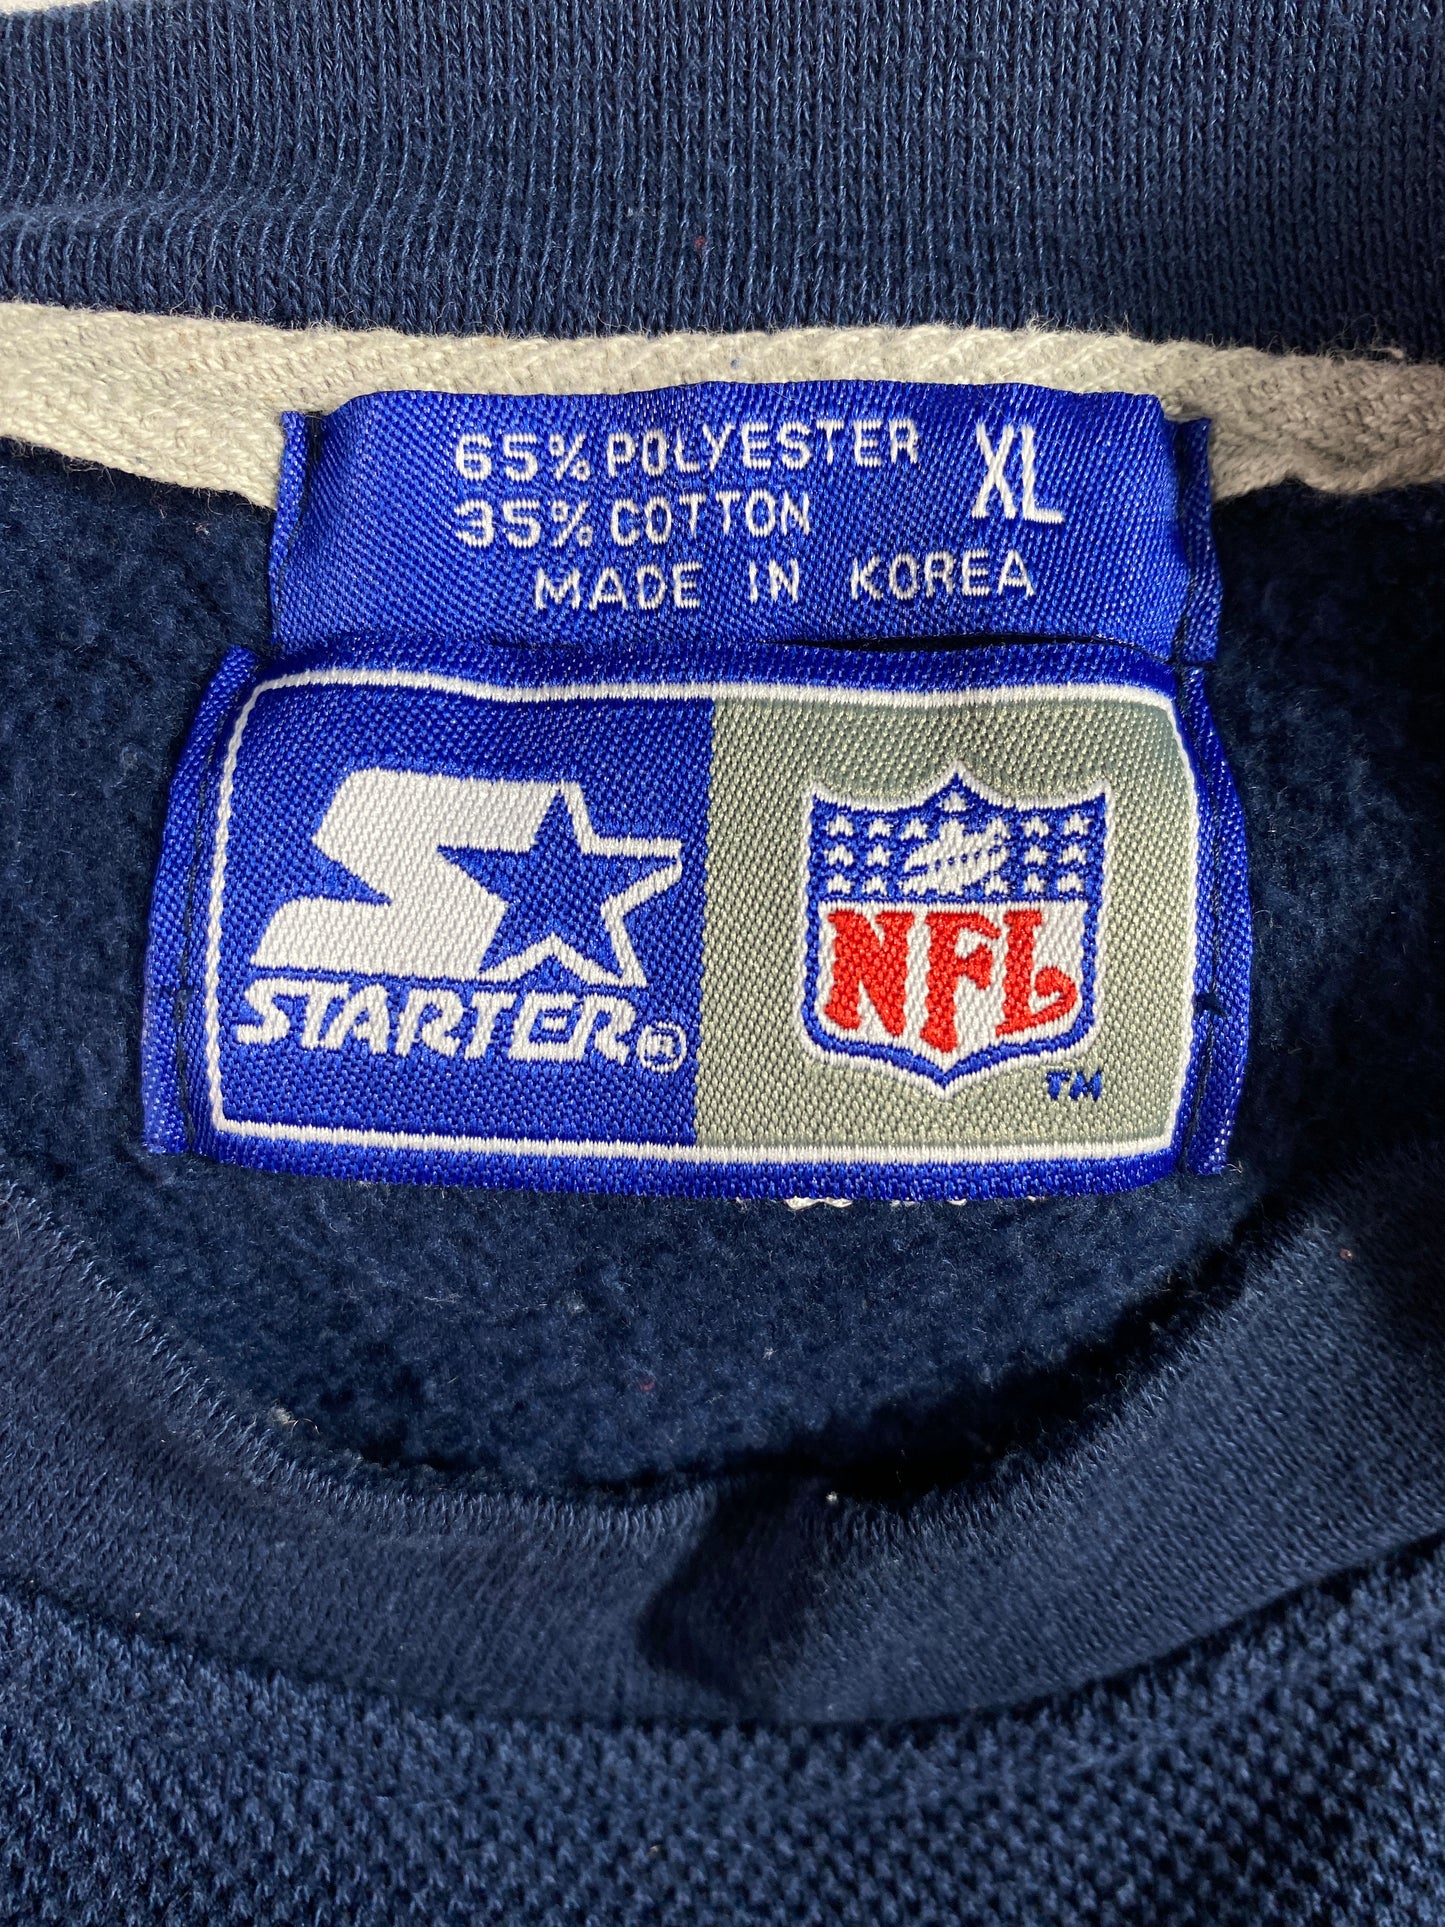 65% POLYESTER XL
35% COTTON
MADE IN KOREA
STARTER®
NFL
TM